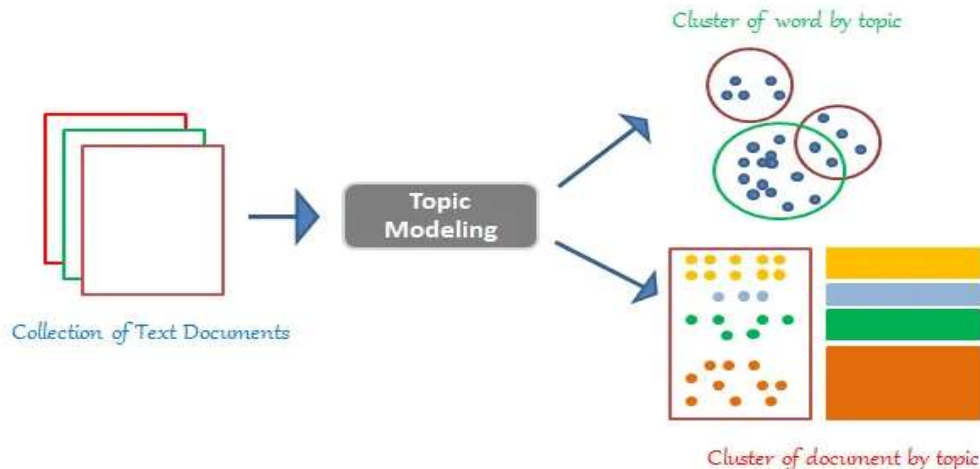 Cluster of word by topic
Topic
Modeling
Collection of Text Documents
Cluster of document by topic